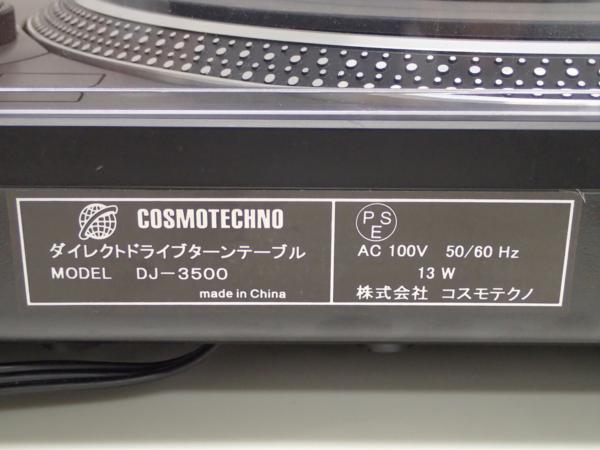 COSMOTECHNO
ダイレクトドライブターンテーブル
MODEL DJ-3500
made in China
PSE
AC 100V 50/60 Hz
13 W
株式会社 コスモテクノ